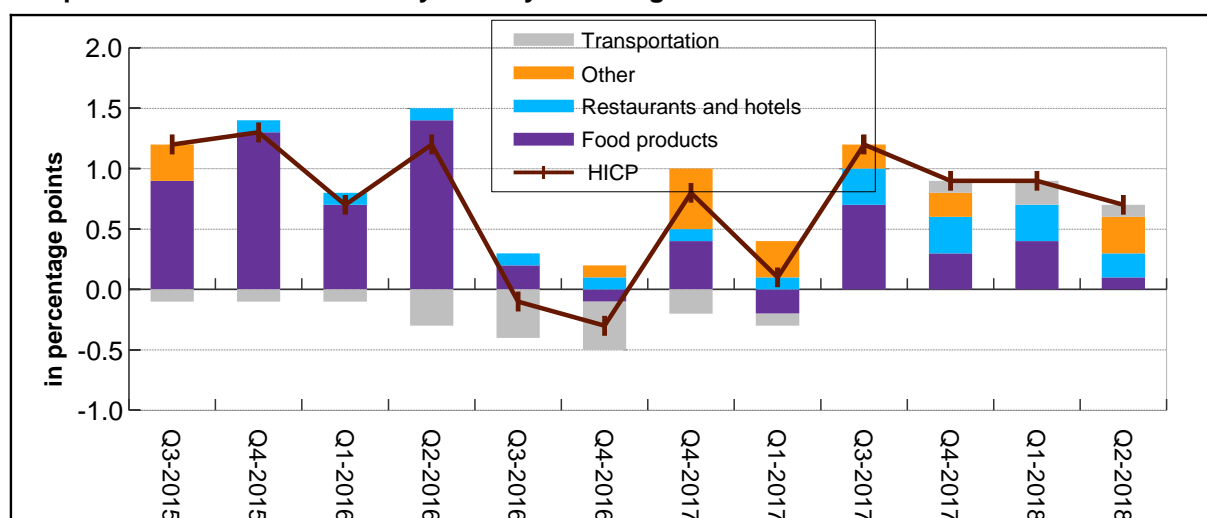 Transportation
Other
Restaurants and hotels
Food products
HICP
in percentage points
2.0
1.5
1.0
0.5
0.0
-0.5
-1.0
Q3-2015
Q4-2015
Q1-2016
Q2-2016
Q3-2016
Q4-2016
Q4-2017
Q1-2017
Q3-2017
Q4-2017
Q1-2018
Q2-2018